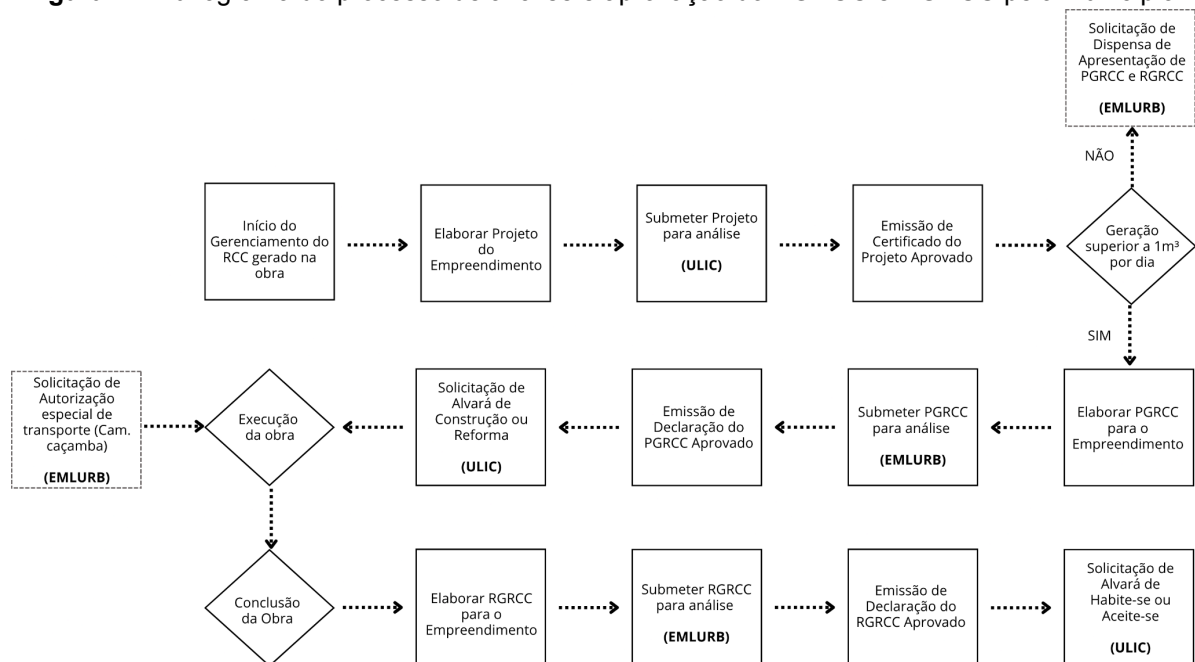 Solicitação de
Dispensa de
Apresentação de
PGRCC e RGRCC
(EMLURB)
NÃO
Início do
Gerenciamento do
RCC gerado na
obra
Elaborar Projeto
do
Empreendimento
Submeter Projeto
para análise
(ULIC)
Emissão de
Certificado do
Projeto Aprovado
Geração
superior a 1m³
por dia
SIM
Solicitação de
Autorização
especial de
transporte (Cam.
caçamba)
(EMLURB)
Execução
da obra
Solicitação de
Alvará de
Construção ou
Reforma
(ULIC)
Emissão de
Declaração do
PGRCC Aprovado
Submeter PGRCC
para análise
(EMLURB)
Elaborar PGRCC
para o
Empreendimento
Conclusão
da Obra
Elaborar RGRCC
para o
Empreendimento
Submeter RGRCC
para análise
(EMLURB)
Emissão de
Declaração do
RGRCC Aprovado
Solicitação de
Alvará de
Habite-se ou
Aceite-se
(ULIC)